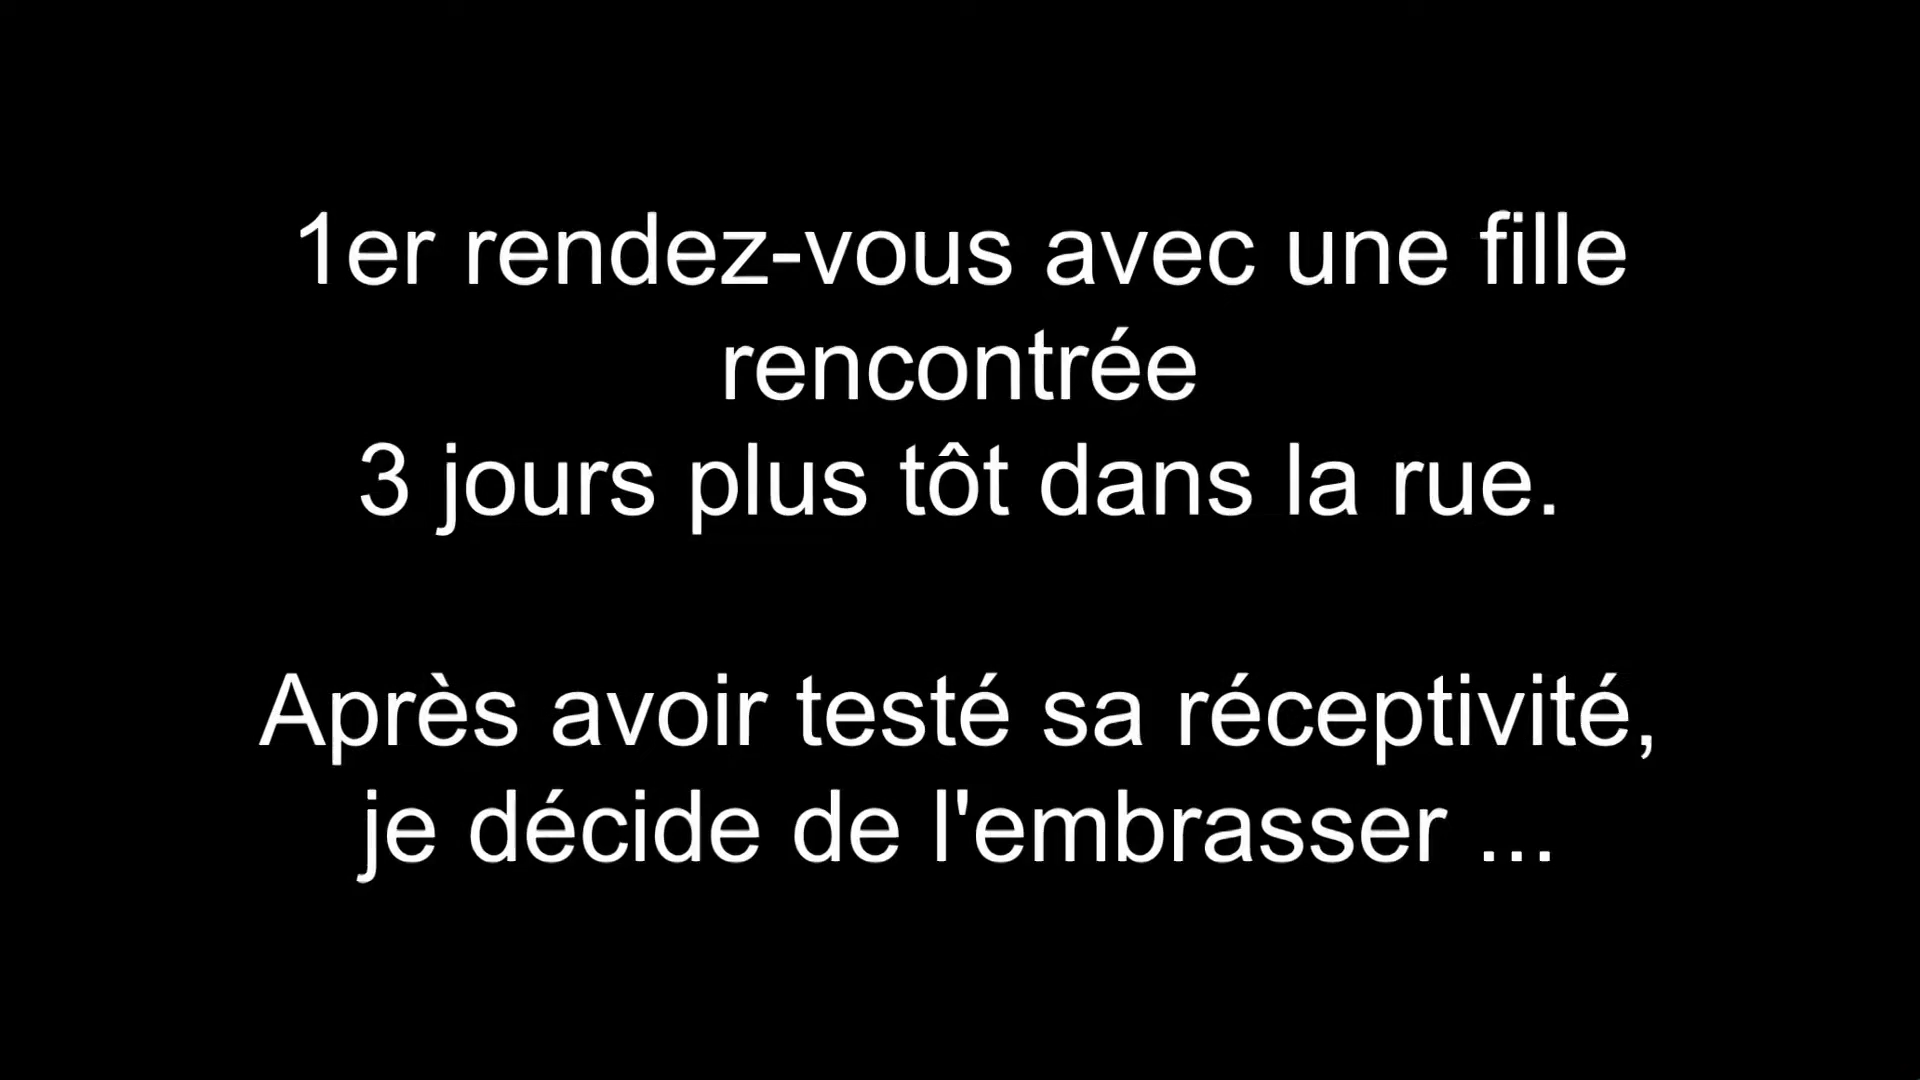 1er rendez-vous avec une fille
rencontrée
3 jours plus tôt dans la rue.
Après avoir testé sa réceptivité,
je décide de l'embrasser ...